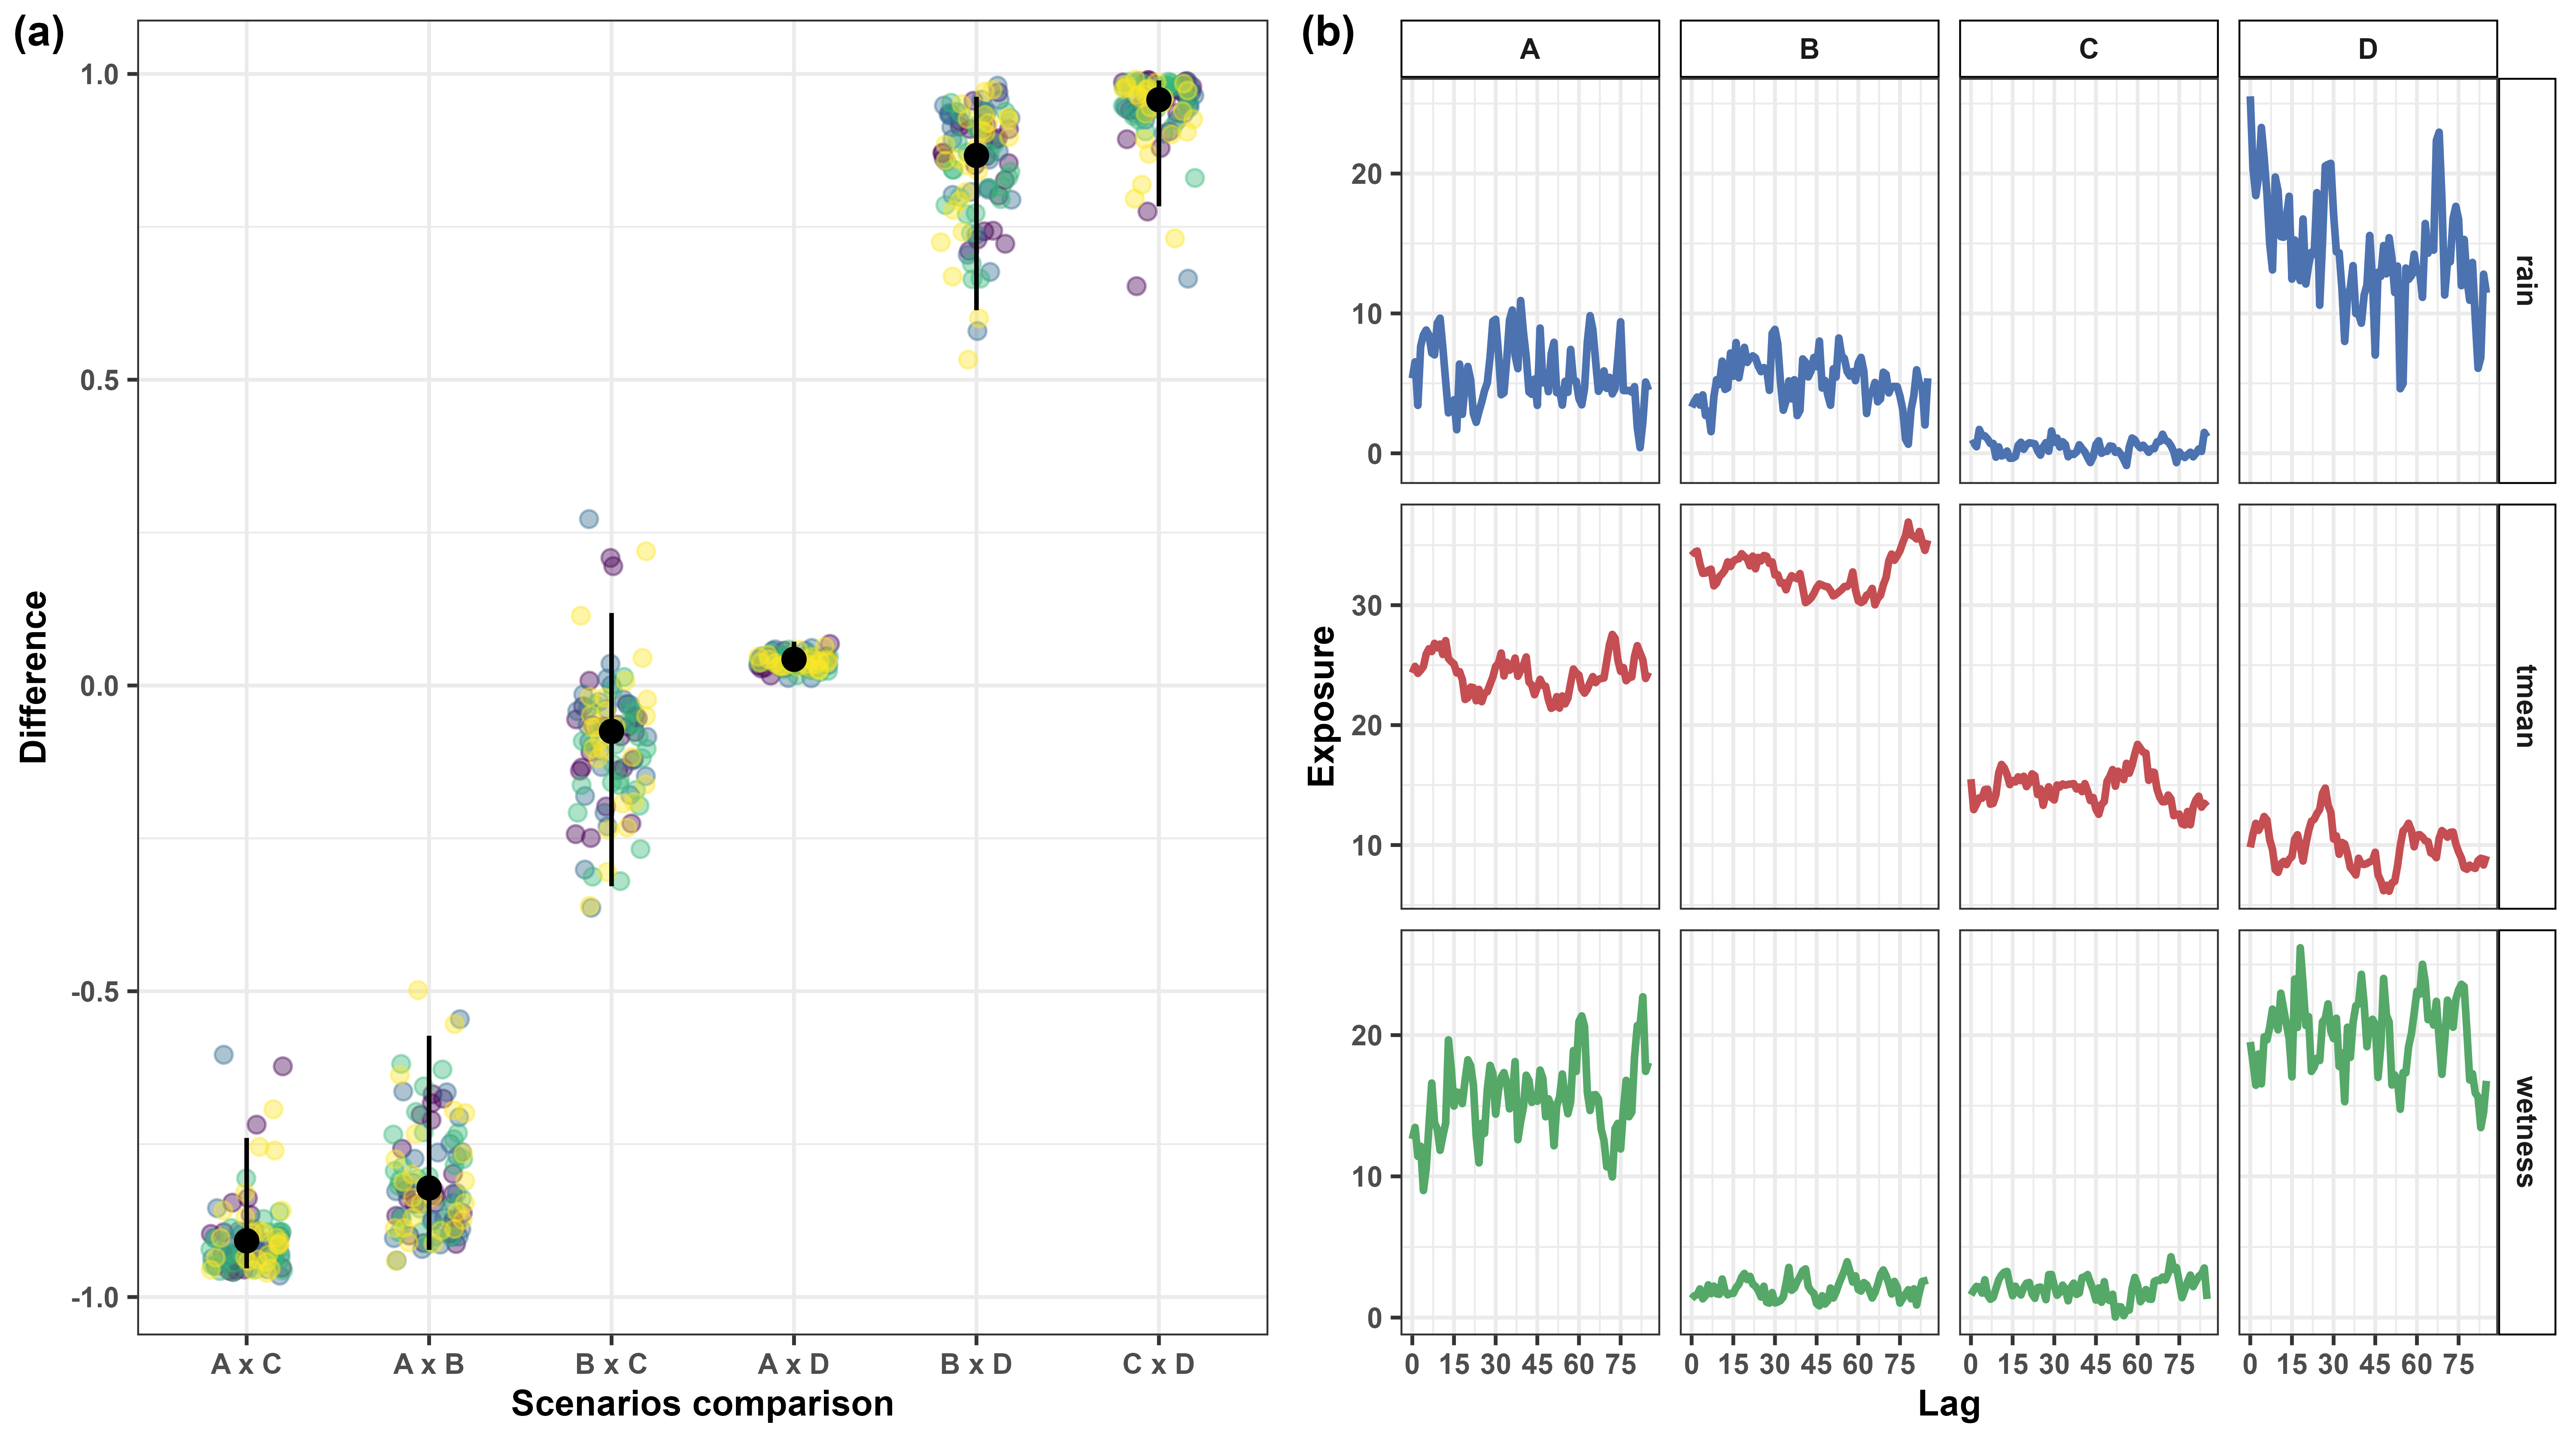 (a)
1.0
0.5
0.0
-0.5
-1.0
Difference
A x C
A x B
B x C
A x D
B x D
C x D
Scenarios comparison
(b)
A
B
C
D
20
10
0
rain
30
20
10
tmean
20
10
0
wetness
Exposure
0 15 30 45 60 75
0 15 30 45 60 75
0 15 30 45 60 75
0 15 30 45 60 75
Lag